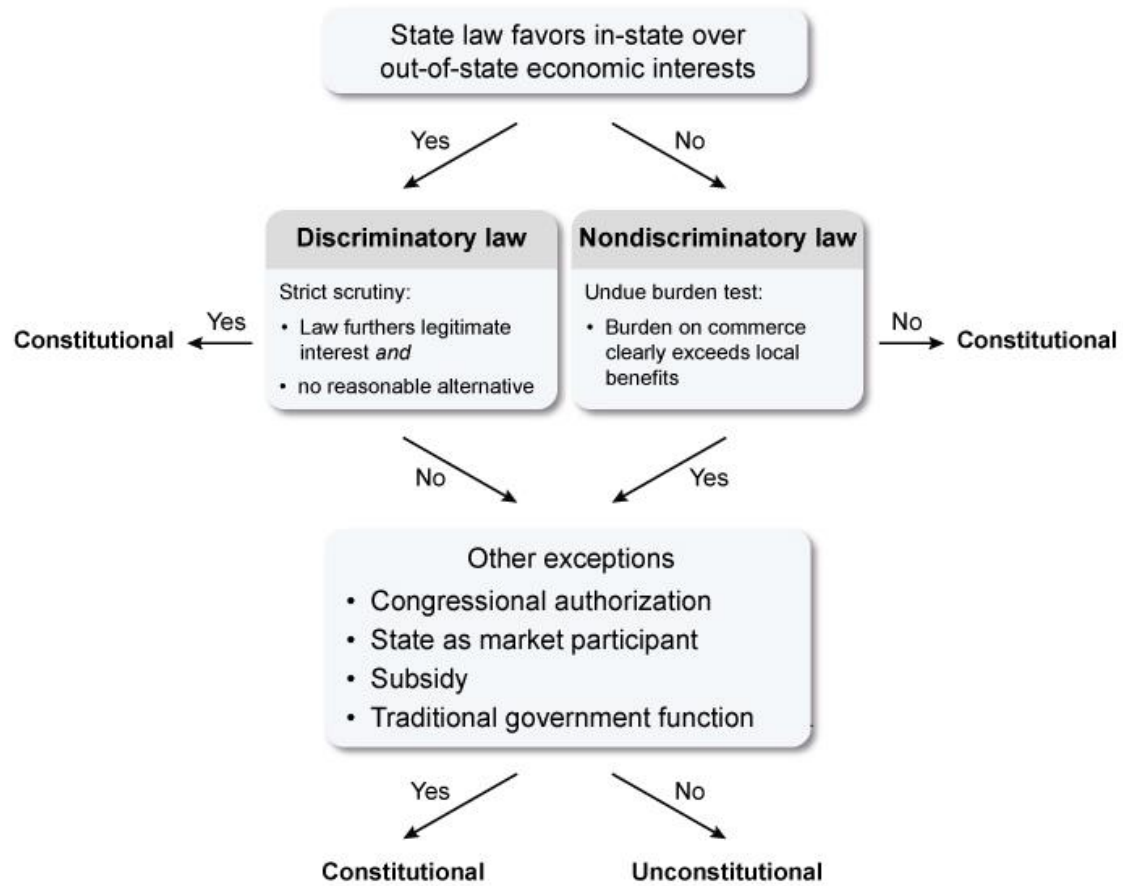 State law favors in-state over
out-of-state economic interests
Yes
No
Discriminatory law
Strict scrutiny:
• Law furthers legitimate
interest and
• no reasonable alternative
Nondiscriminatory law
Undue burden test:
• Burden on commerce
clearly exceeds local
benefits
Yes
Constitutional
No
Constitutional
No
Yes
Other exceptions
• Congressional authorization
• State as market participant
• Subsidy
• Traditional government function
Yes
No
Constitutional
Unconstitutional